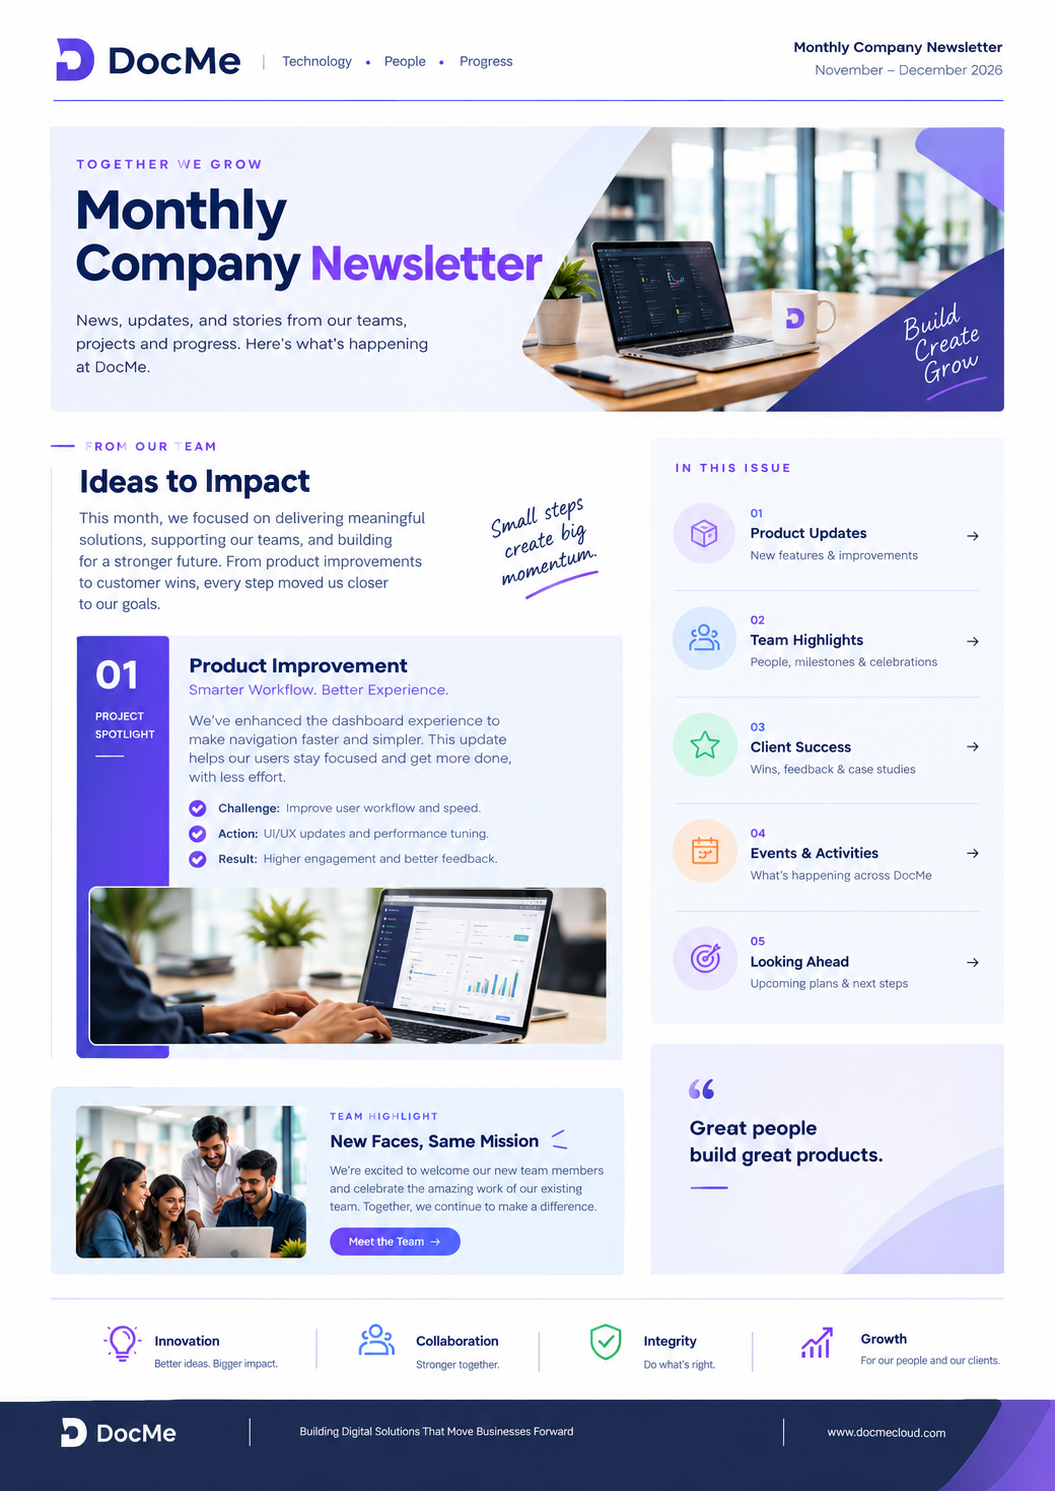 DocMe
Technology • People • Progress
Monthly Company Newsletter
November – December 2026
TOGETHER WE GROW
Monthly
Company Newsletter
News, updates, and stories from our teams,
projects and progress. Here's what's happening
at DocMe.
Build
Create
Grow
FROM OUR TEAM
Ideas to Impact
This month, we focused on delivering meaningful
solutions, supporting our teams, and building
for a stronger future. From product improvements
to customer wins, every step moved us closer
to our goals.
Small steps
create big
momentum.
01
PROJECT
SPOTLIGHT
Product Improvement
Smarter Workflow. Better Experience.
We've enhanced the dashboard experience to
make navigation faster and simpler. This update
helps our users stay focused and get more done,
with less effort.
Challenge: Improve user workflow and speed.
Action: UI/UX updates and performance tuning.
Result: Higher engagement and better feedback.
TEAM HIGHLIGHT
New Faces, Same Mission
We're excited to welcome our new team members
and celebrate the amazing work of our existing
team. Together, we continue to make a difference.
Meet the Team →
IN THIS ISSUE
01
Product Updates →
New features & improvements
02
Team Highlights →
People, milestones & celebrations
03
Client Success →
Wins, feedback & case studies
04
Events & Activities →
What's happening across DocMe
05
Looking Ahead →
Upcoming plans & next steps
“
Great people
build great products.
Innovation
Better ideas. Bigger impact.
Collaboration
Stronger together.
Integrity
Do what's right.
Growth
For our people and our clients.
DocMe
Building Digital Solutions That Move Businesses Forward
www.docmecloud.com